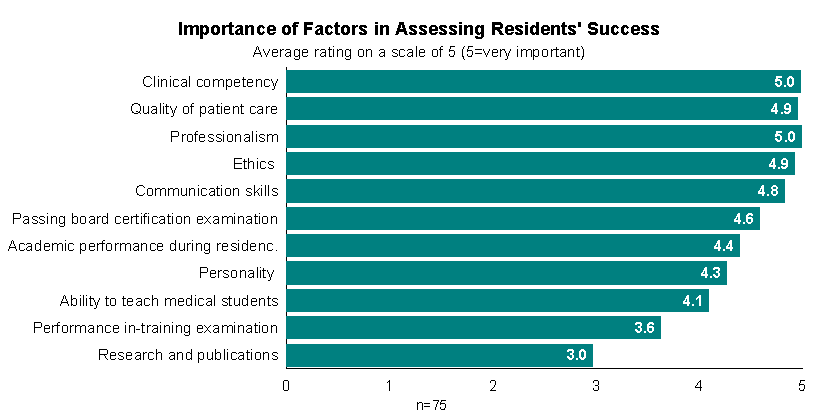 Importance of Factors in Assessing Residents' Success
Average rating on a scale of 5 (5=very important)
Clinical competency 5.0
Quality of patient care 4.9
Professionalism 5.0
Ethics 4.9
Communication skills 4.8
Passing board certification examination 4.6
Academic performance during residenc. 4.4
Personality 4.3
Ability to teach medical students 4.1
Performance in-training examination 3.6
Research and publications 3.0
0 1 2 3 4 5
n=75